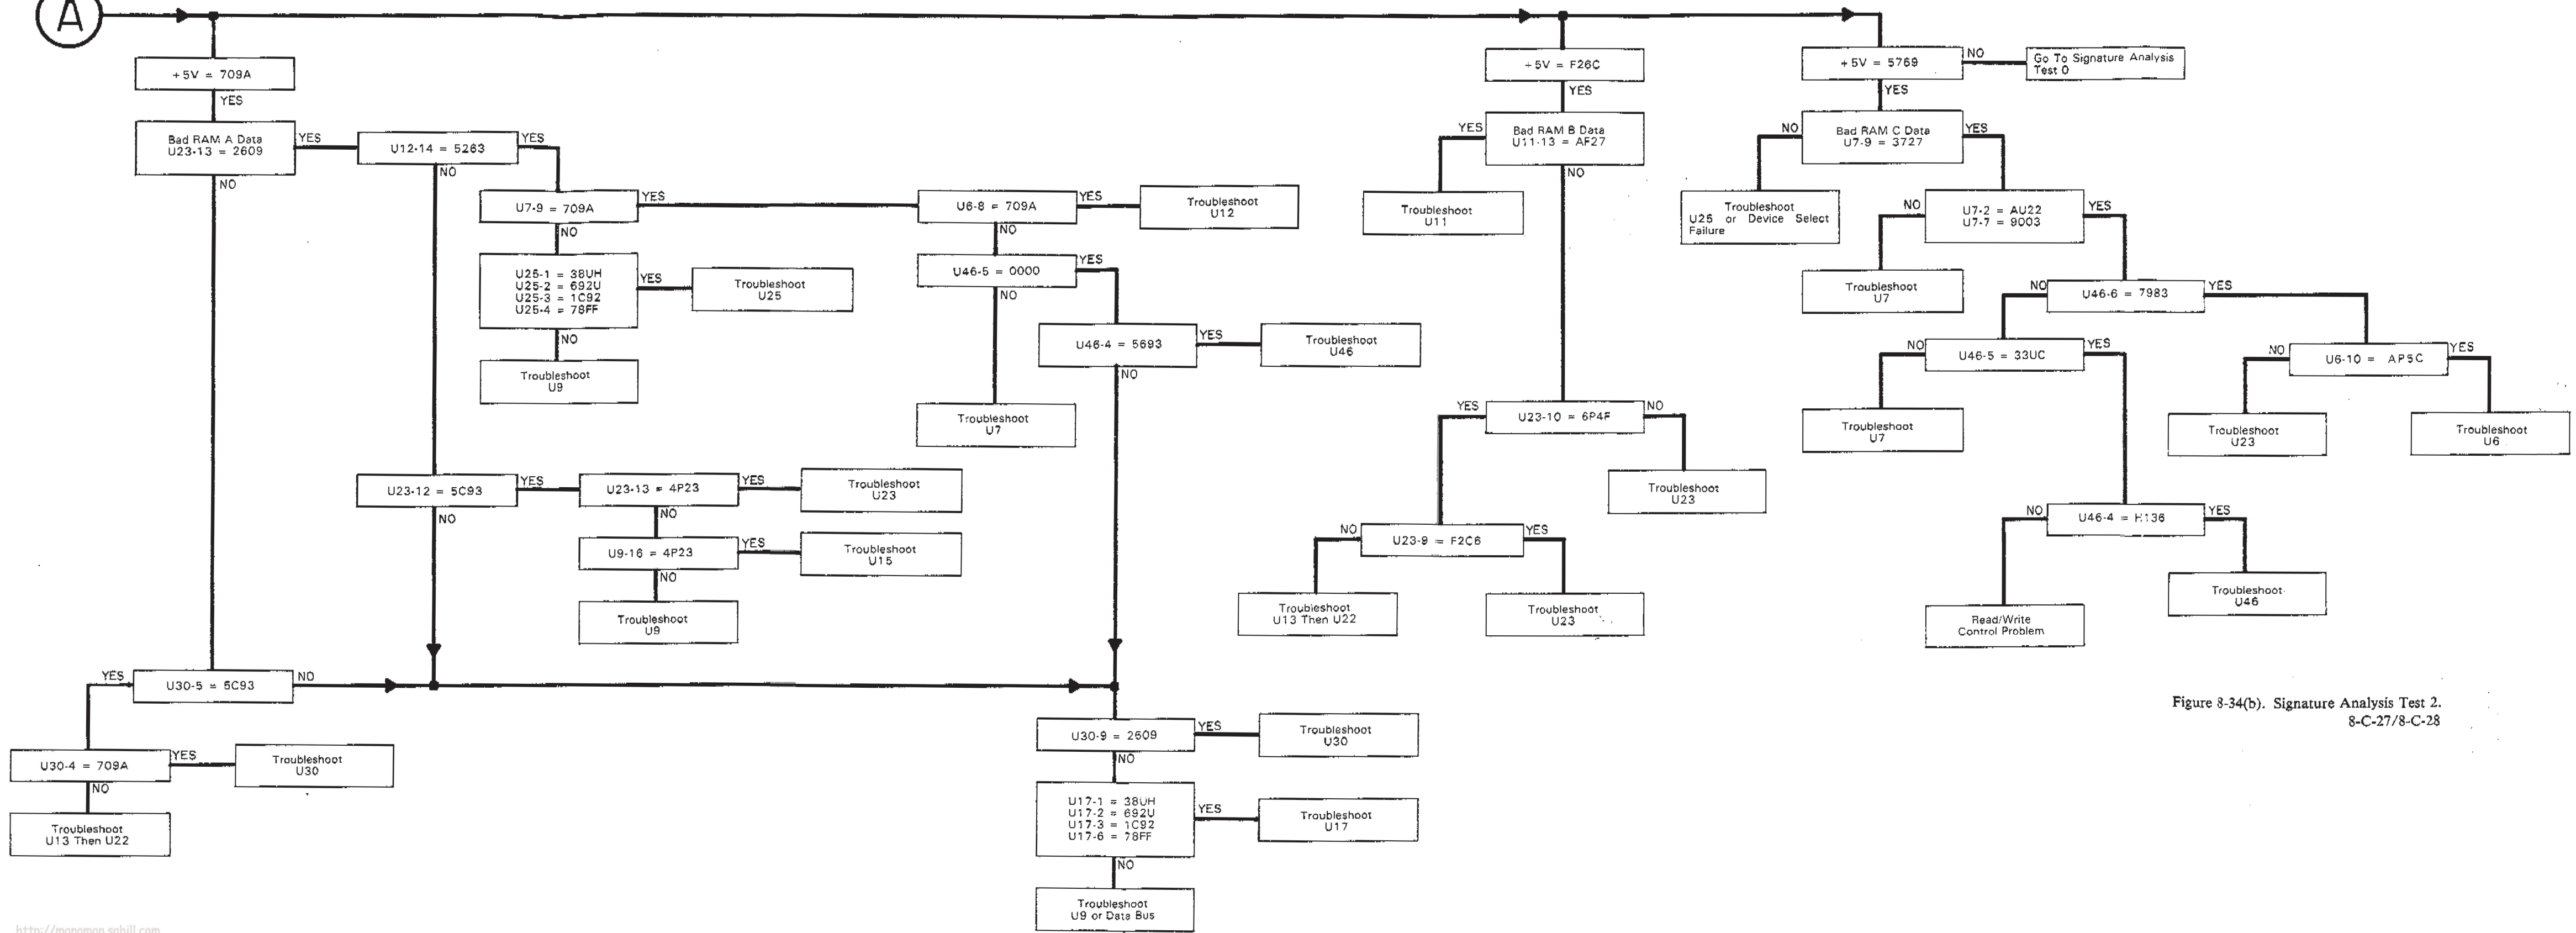 A
+5V = 709A
YES
Bad RAM A Data
U23-13 = 2609
YES
NO
U12-14 = 5263
YES
NO
U7-9 = 709A
YES
NO
U25-1 = 38UH
U25-2 = 692U
U25-3 = 1C92
U25-4 = 78FF
YES
NO
Troubleshoot
U25
Troubleshoot
U9
U6-8 = 709A
YES
NO
Troubleshoot
U12
U46-5 = 0000
YES
NO
U46-4 = 5693
YES
NO
Troubleshoot
U46
Troubleshoot
U7
U23-12 = 5C93
YES
NO
U23-13 = 4P23
YES
NO
Troubleshoot
U23
U9-16 = 4P23
YES
NO
Troubleshoot
U15
Troubleshoot
U9
YES
U30-5 = 5C93
NO
U30-4 = 709A
YES
NO
Troubleshoot
U30
Troubleshoot
U13 Then U22
U30-9 = 2609
YES
NO
Troubleshoot
U30
U17-1 = 38UH
U17-2 = 692U
U17-3 = 1C92
U17-6 = 78FF
YES
NO
Troubleshoot
U17
Troubleshoot
U9 or Data Bus
+5V = F26C
YES
YES
Bad RAM B Data
U11-13 = AF27
NO
Troubleshoot
U11
YES
U23-10 = 6P4F
NO
Troubleshoot
U23
NO
U23-9 = F2C6
YES
Troubleshoot
U13 Then U22
Troubleshoot
U23
+5V = 5769
NO
YES
Go To Signature Analysis
Test 0
NO
Bad RAM C Data
U7-9 = 3727
YES
Troubleshoot
U25 or Device Select
Failure
NO
U7-2 = AU22
U7-7 = 9003
YES
Troubleshoot
U7
NO
U46-6 = 7983
YES
NO
U46-5 = 33UC
YES
NO
U6-10 = AP5C
YES
Troubleshoot
U7
Troubleshoot
U23
Troubleshoot
U6
NO
U46-4 = H136
YES
Read/Write
Control Problem
Troubleshoot
U46
Figure 8-34(b). Signature Analysis Test 2.
8-C-27/8-C-28